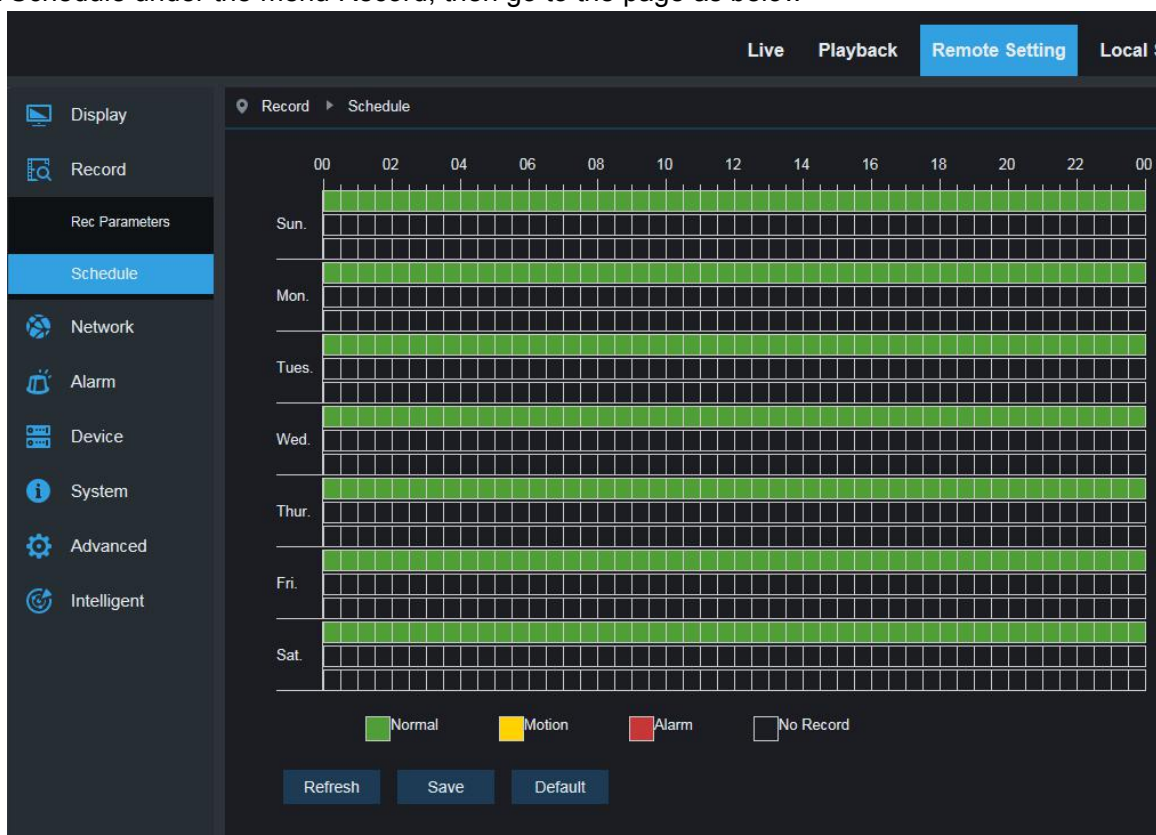 Schedule under the menu Record, then go to the page as below
Live Playback Remote Setting Local
Display
Record
Rec Parameters
Schedule
Network
Alarm
Device
System
Advanced
Intelligent
Record Schedule
00 02 04 06 08 10 12 14 16 18 20 22 00
Sun.
Mon.
Tues.
Wed.
Thur.
Fri.
Sat.
Normal Motion Alarm No Record
Refresh Save Default